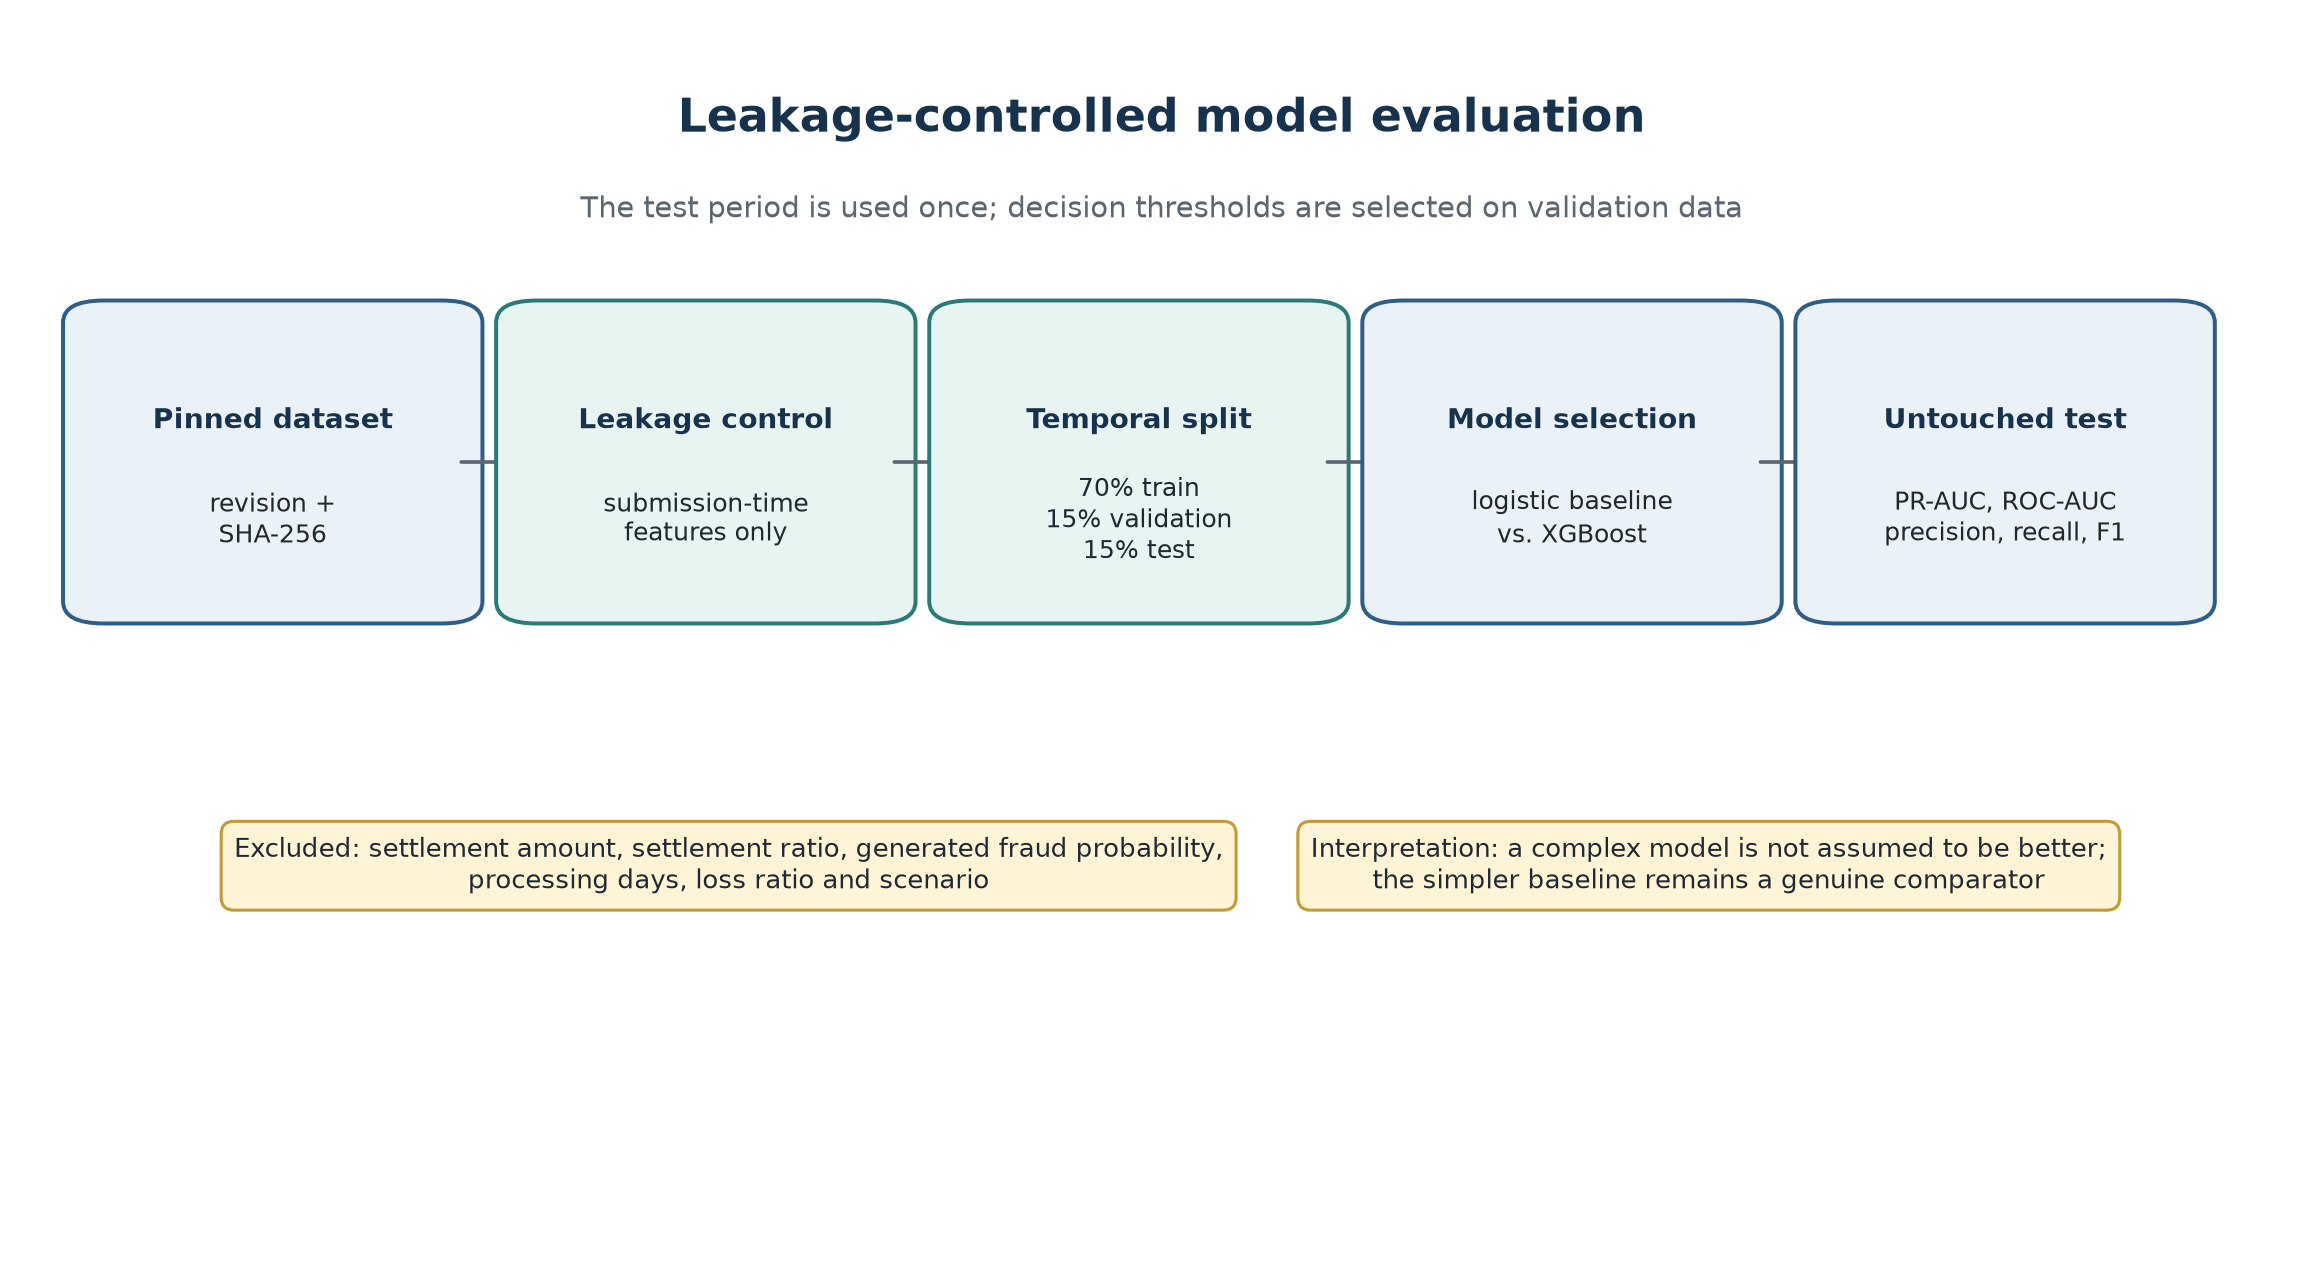 Leakage-controlled model evaluation
The test period is used once; decision thresholds are selected on validation data
Pinned dataset
revision +
SHA-256
Leakage control
submission-time
features only
Temporal split
70% train
15% validation
15% test
Model selection
logistic baseline
vs. XGBoost
Untouched test
PR-AUC, ROC-AUC
precision, recall, F1
Excluded: settlement amount, settlement ratio, generated fraud probability,
processing days, loss ratio and scenario
Interpretation: a complex model is not assumed to be better;
the simpler baseline remains a genuine comparator